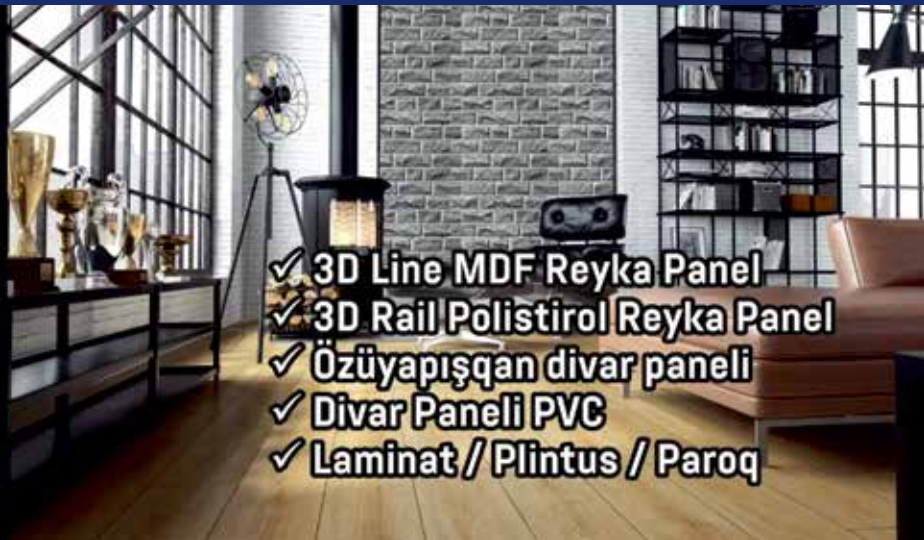 ✓ 3D Line MDF Reyka Panel
✓ 3D Rail Polistirol Reyka Panel
✓ Özüyapışqan divar paneli
✓ Divar Paneli PVC
✓ Laminat / Plintus / Paroq